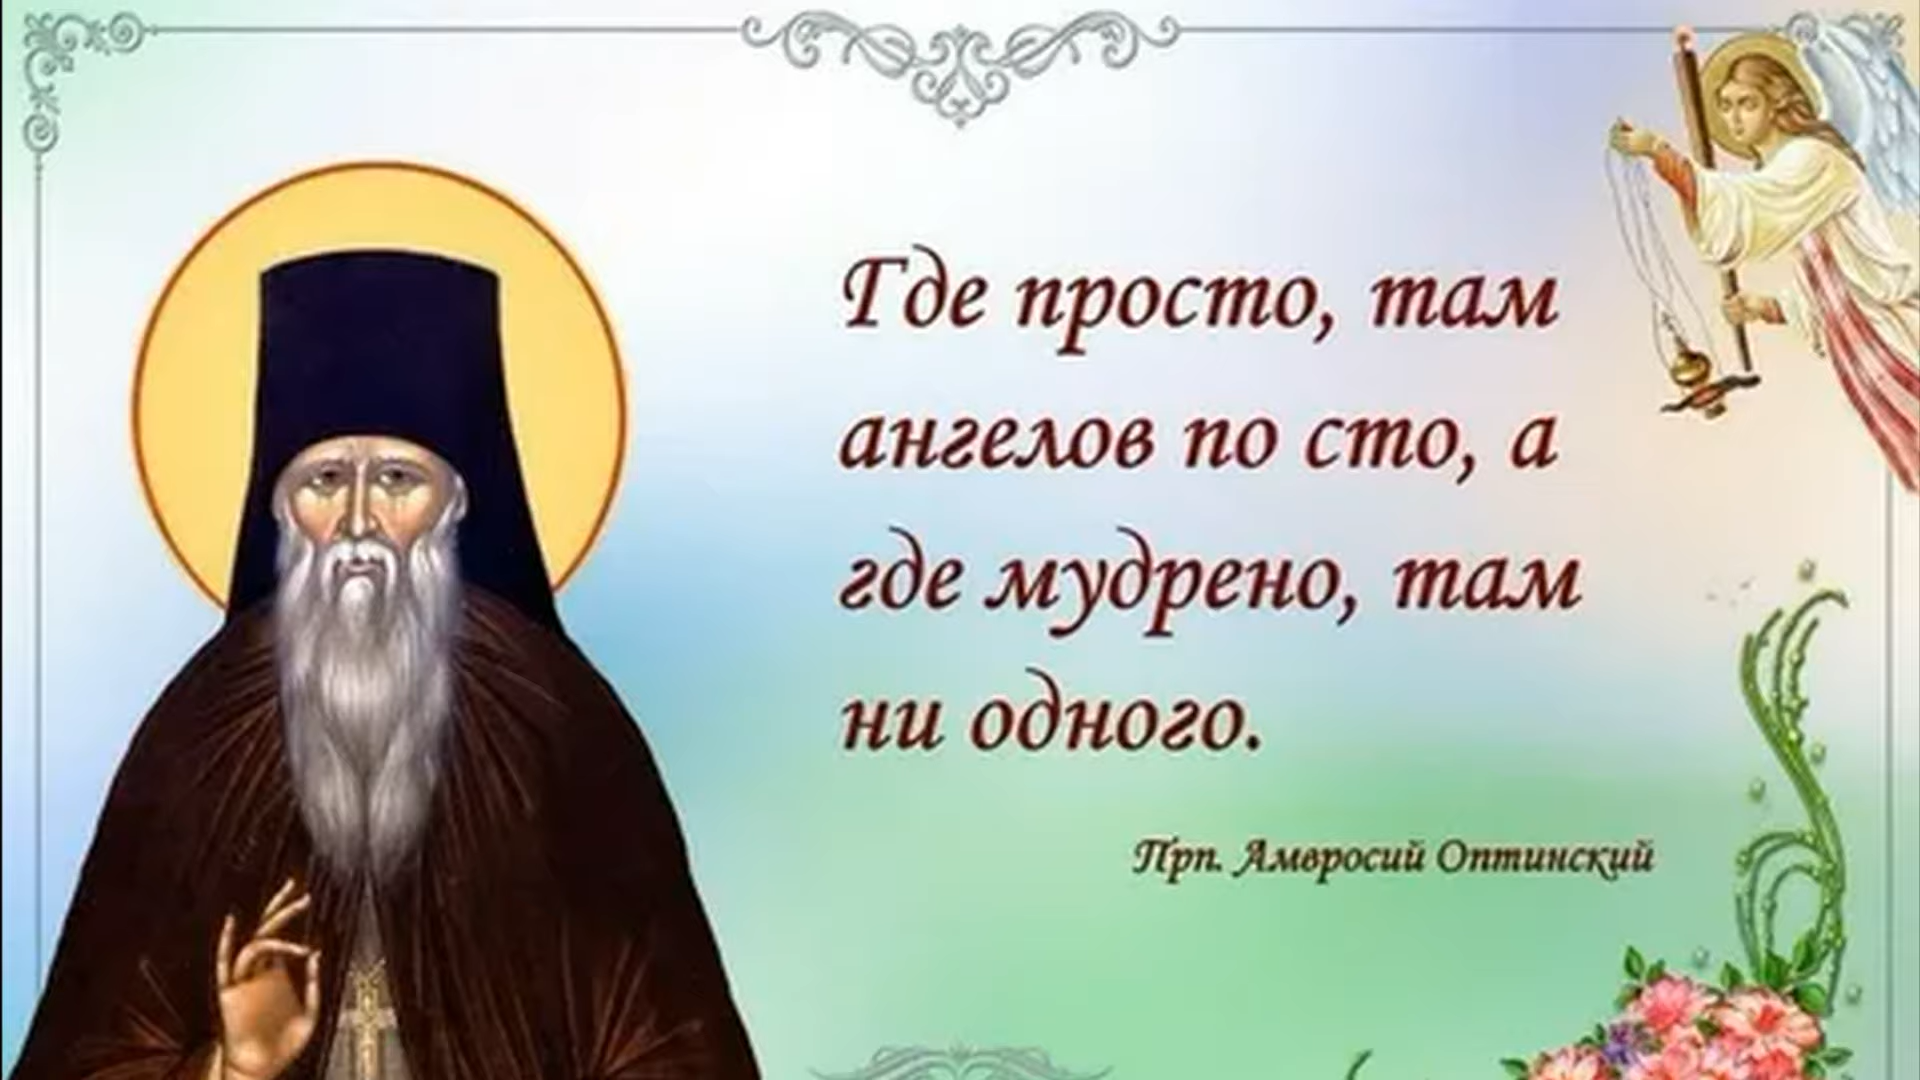 Где просто, там
ангелов по сто, а
где мудрено, там
ни одного.
Прп. Амвросий Оптинский